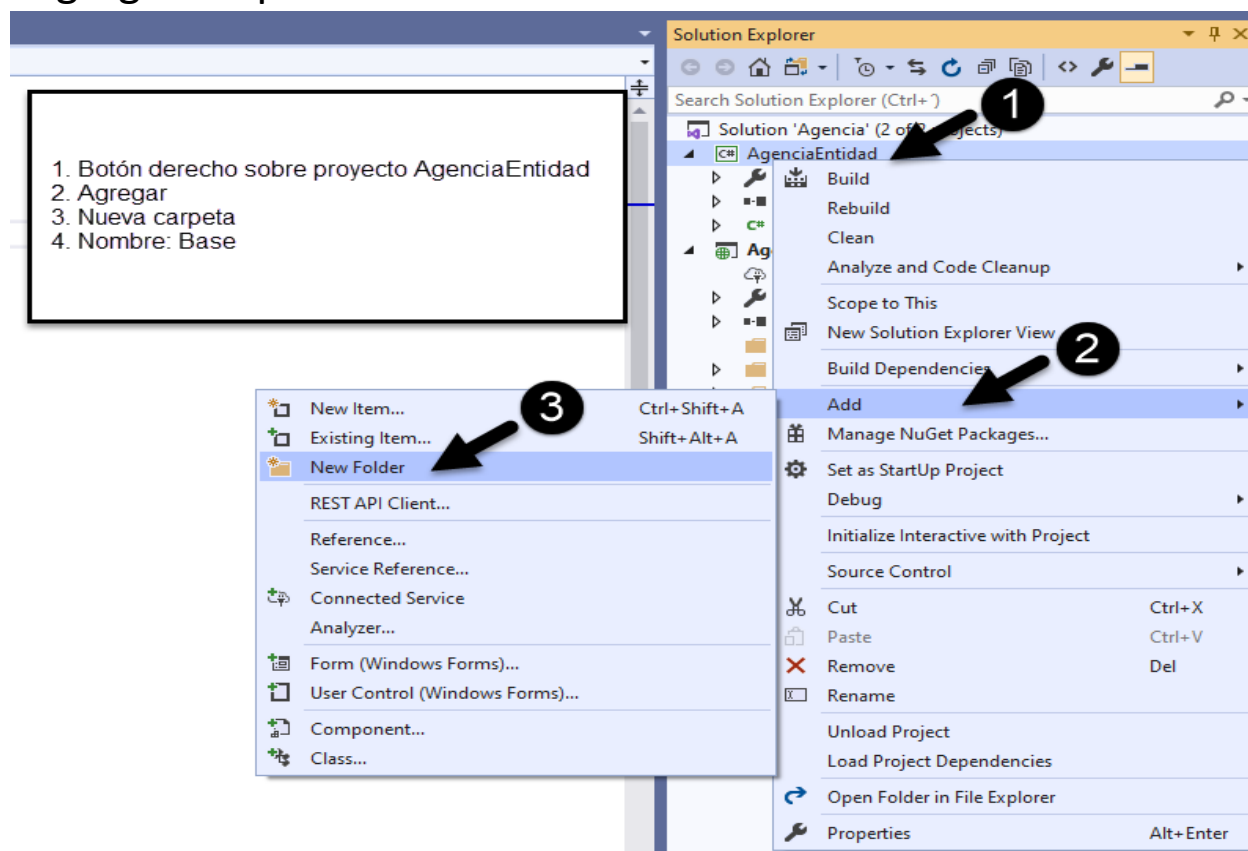 Solution Explorer
Search Solution Explorer (Ctrl+´)
1
Solution 'Agencia' (2 of 2 projects)
AgenciaEntidad
1. Botón derecho sobre proyecto AgenciaEntidad
2. Agregar
3. Nueva carpeta
4. Nombre: Base
C#
Ag
Build
Rebuild
Clean
Analyze and Code Cleanup
Scope to This
New Solution Explorer View
2
Build Dependencies
Add
Manage NuGet Packages...
Set as StartUp Project
Debug
Initialize Interactive with Project
Source Control
Cut Ctrl+X
Paste Ctrl+V
Remove Del
Rename
Unload Project
Load Project Dependencies
Open Folder in File Explorer
Properties Alt+Enter
3
New Item... Ctrl+Shift+A
Existing Item... Shift+Alt+A
New Folder
REST API Client...
Reference...
Service Reference...
Connected Service
Analyzer...
Form (Windows Forms)...
User Control (Windows Forms)...
Component...
Class...